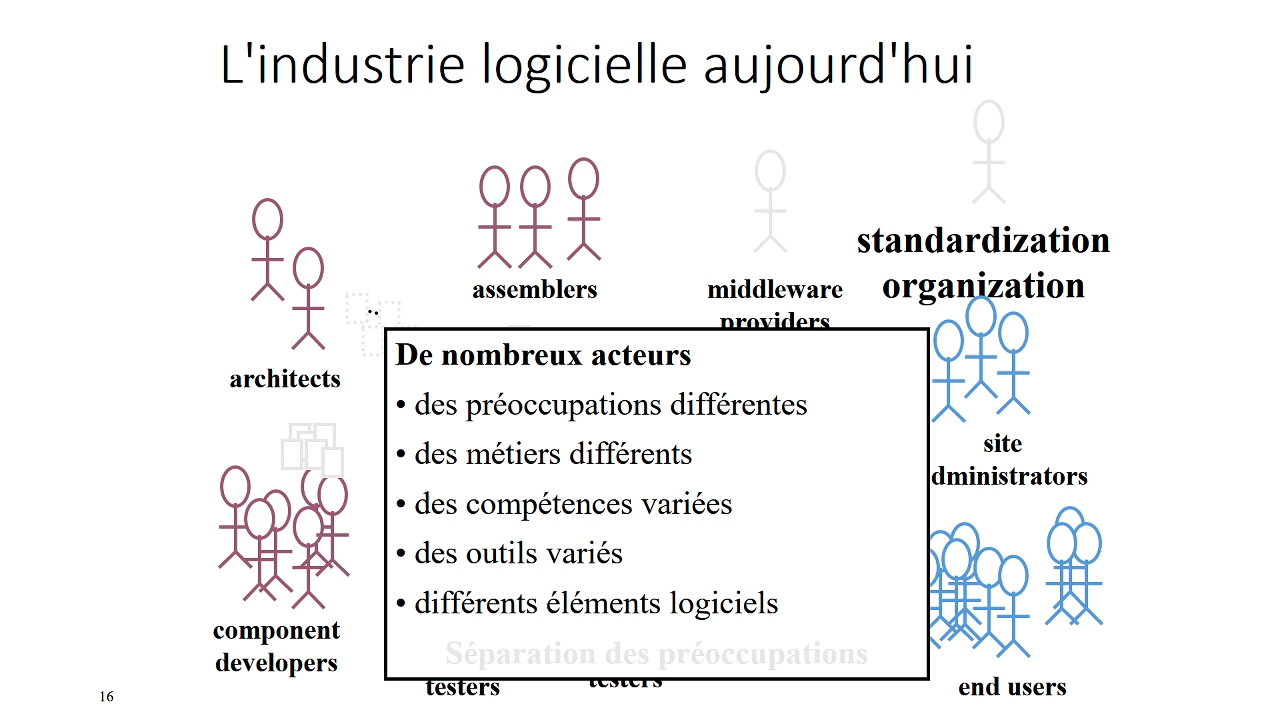 L'industrie logicielle aujourd'hui
standardization
organization
assemblers
middleware
providers
architects
De nombreux acteurs
• des préoccupations différentes
• des métiers différents
• des compétences variées
• des outils variés
• différents éléments logiciels
Séparation des préoccupations
site
dministrators
component
developers
testers
testers
end users
16